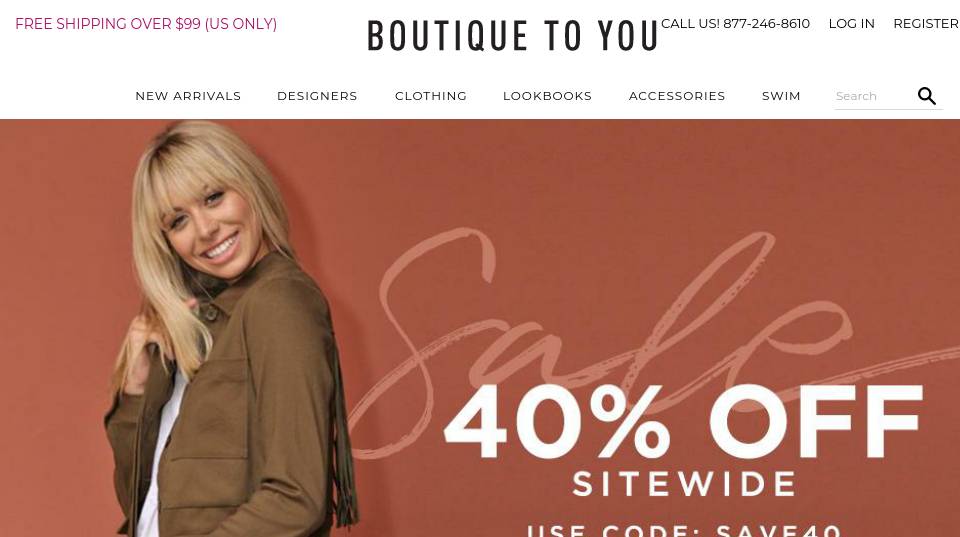 FREE SHIPPING OVER $99 (US ONLY)
BOUTIQUE TO YOU
CALL US! 877-246-8610 LOG IN REGISTER
NEW ARRIVALS DESIGNERS CLOTHING LOOKBOOKS ACCESSORIES SWIM Search
Sale
40% OFF
SITEWIDE
USE CODE: SAVE40